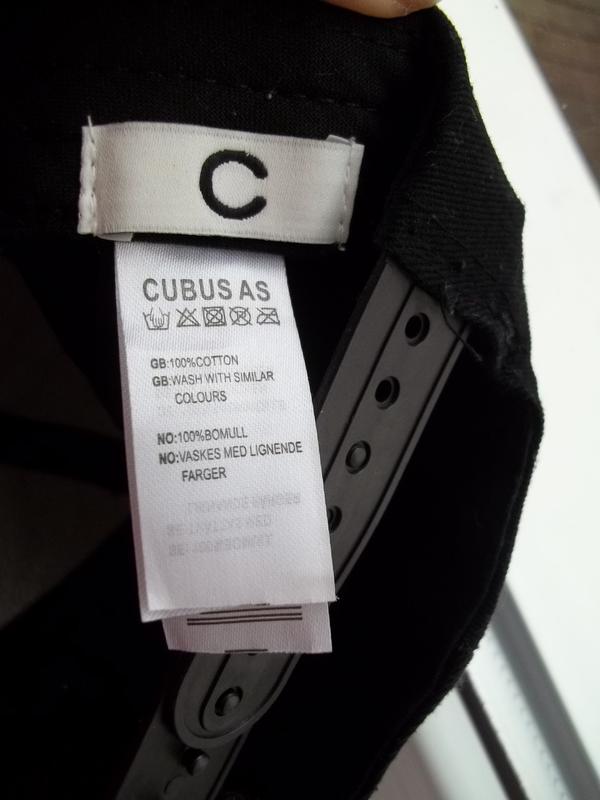 C
CUBUS AS
GB:100%COTTON
GB:WASH WITH SIMILAR
COLOURS
NO:100%BOMULL
NO:VASKES MED LIGNENDE
FARGER